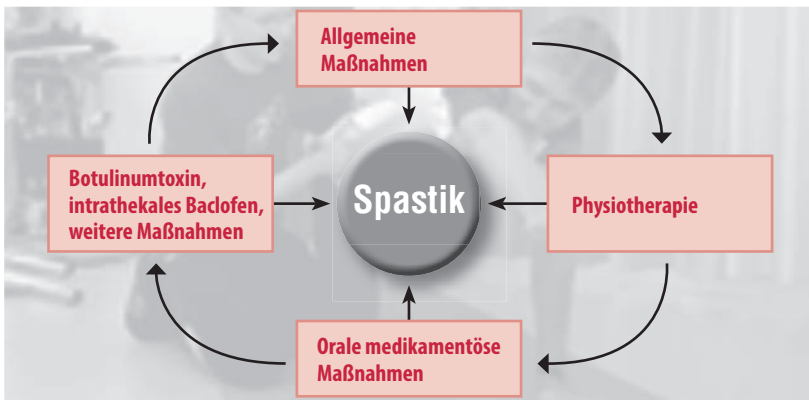 Allgemeine
Maßnahmen
Botulinumtoxin,
intrathekales Baclofen,
weitere Maßnahmen
Spastik
Physiotherapie
Orale medikamentöse
Maßnahmen